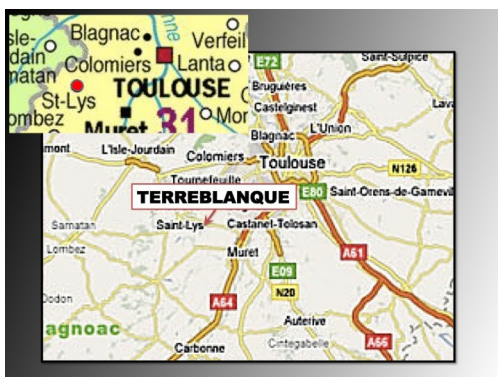 Blagnac
Verfeil
Colomiers
Lanta
TOULOUSE
St-Lys
Muret 31
E72
Saint-Sulpice
Bruguières
Castelginest
L'Union
Blagnac
L'Isle-Jourdain
Colomiers
Toulouse
N126
Tournefeuille
TERREBLANQUE
E80
Saint-Orens-de-Gamevil
Samatan
Saint-Lys
Castanet-Tolosan
Lombez
Muret
A61
E09
N20
A64
agnoac
Auterive
Cintegabelle
Carbonne
A66